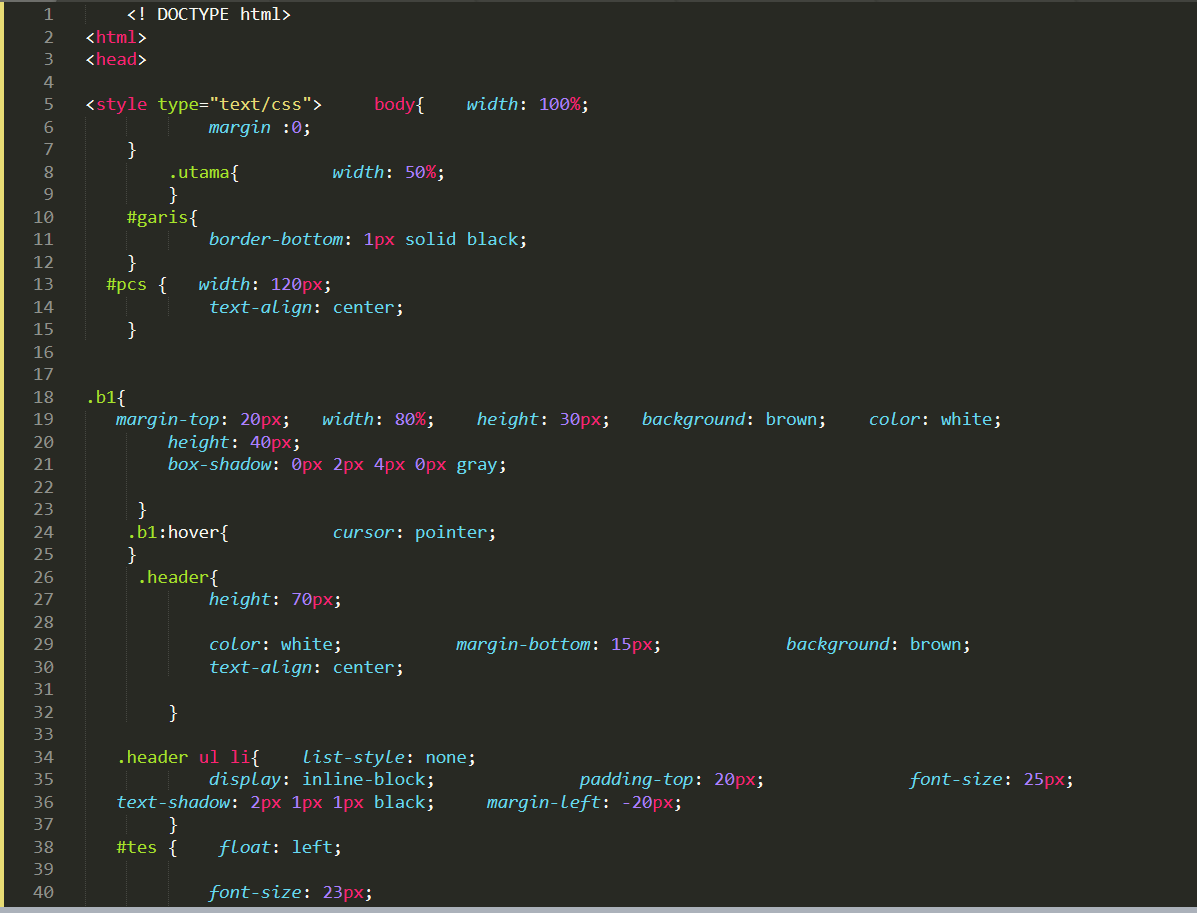 1 <! DOCTYPE html>
2 <html>
3 <head>
4
5 <style type="text/css"> body{ width: 100%;
6 margin :0;
7 }
8 .utama{ width: 50%;
9 }
10 #garis{
11 border-bottom: 1px solid black;
12 }
13 #pcs { width: 120px;
14 text-align: center;
15 }
16
17
18 .b1{
19 margin-top: 20px; width: 80%; height: 30px; background: brown; color: white;
20 height: 40px;
21 box-shadow: 0px 2px 4px 0px gray;
22
23 }
24 .b1:hover{ cursor: pointer;
25 }
26 .header{
27 height: 70px;
28
29 color: white; margin-bottom: 15px; background: brown;
30 text-align: center;
31
32 }
33
34 .header ul li{ list-style: none;
35 display: inline-block; padding-top: 20px; font-size: 25px;
36 text-shadow: 2px 1px 1px black; margin-left: -20px;
37 }
38 #tes { float: left;
39
40 font-size: 23px;